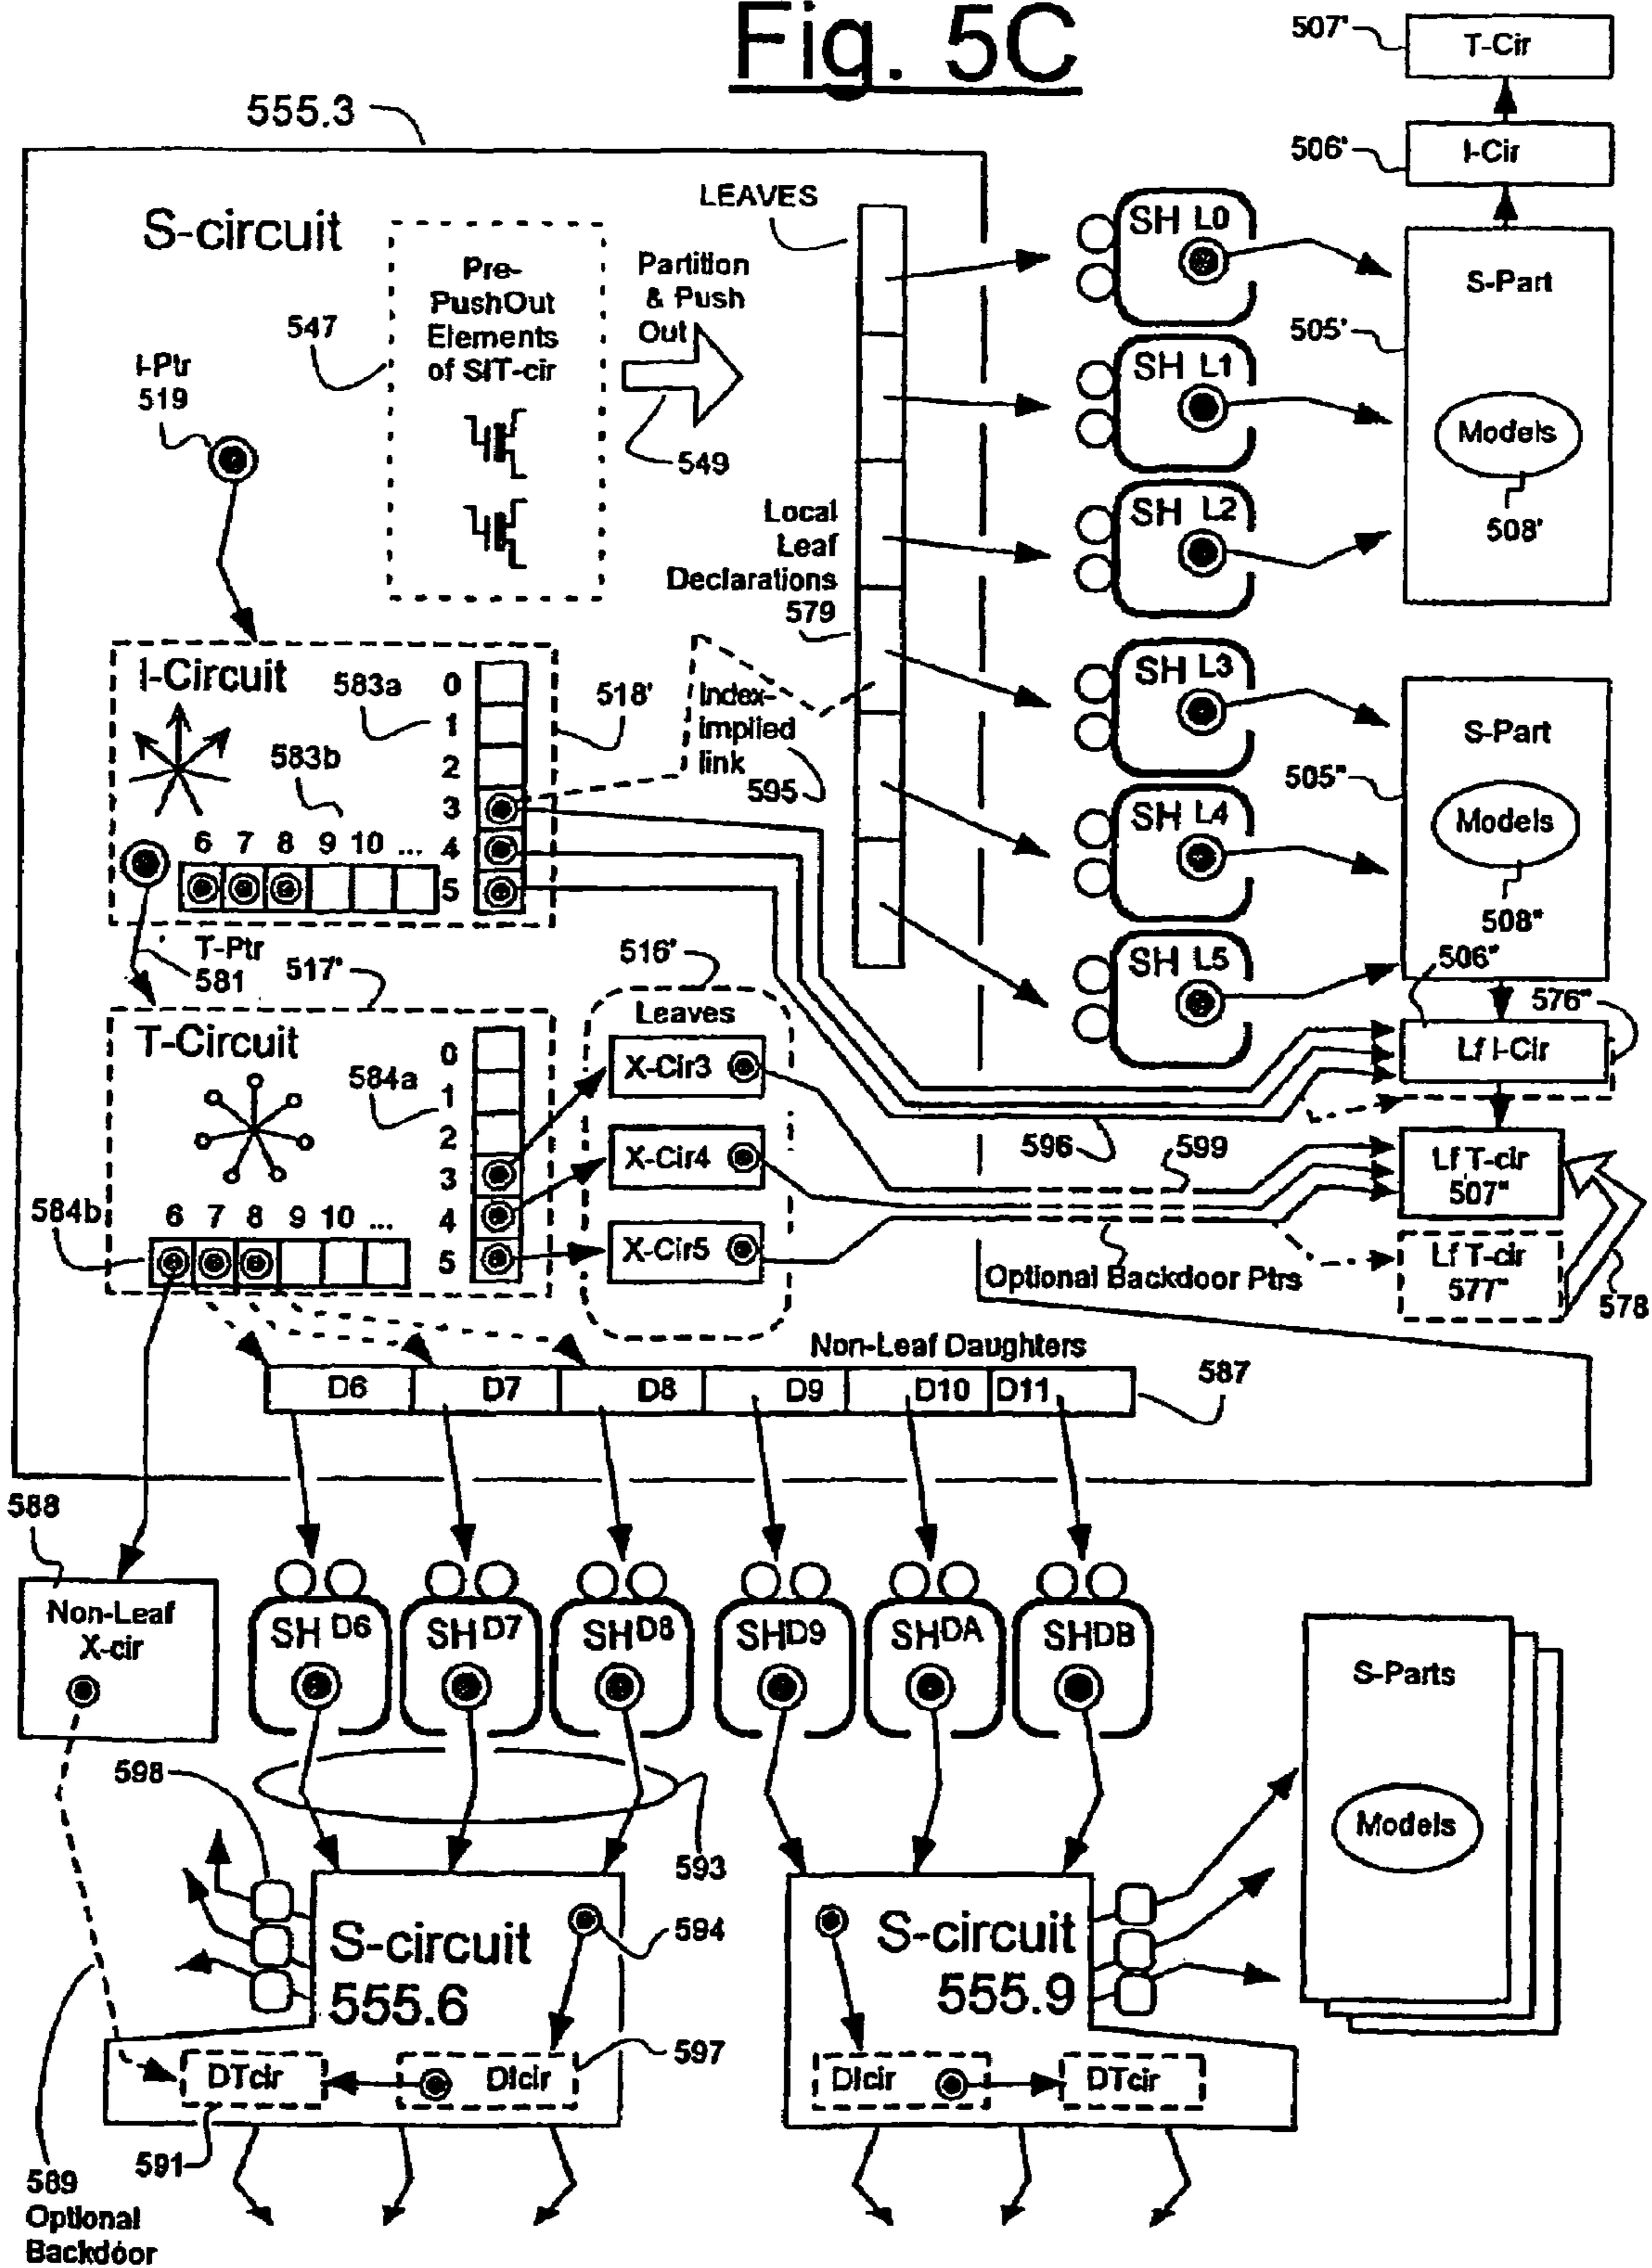 Fig. 5C
507'
T-Cir
555.3
506'
I-Cir
LEAVES
S-circuit
SH L0
Pre-
PushOut
Elements
of SIT-cir
Partition
& Push
Out
S-Part
547
505'
I-Ptr
519
SH L1
Models
549
508'
Local
Leaf
Declarations
579
SH L2
I-Circuit
583a
0
1
2
3
4
5
518'
Index-
implied
link
595
SH L3
S-Part
583b
505"
6 7 8 9 10 ...
SH L4
Models
508"
T-Ptr
581
517'
516'
SH L5
506"
576"
T-Circuit
Leaves
Lf I-Cir
584a
0
1
2
3
4
5
X-Cir3
596
599
X-Cir4
Lf T-cir
507"
584b
6 7 8 9 10 ...
X-Cir5
Optional Backdoor Ptrs
Lf T-cir
577"
578
Non-Leaf Daughters
D6 D7 D8 D9 D10 D11
587
588
Non-Leaf
X-cir
SH D6
SH D7
SH D8
SH D9
SH DA
SH DB
S-Parts
Models
598
593
S-circuit
555.6
594
S-circuit
555.9
597
DTcir
DIcir
DIcir
DTcir
591
589
Optional
Backdoor